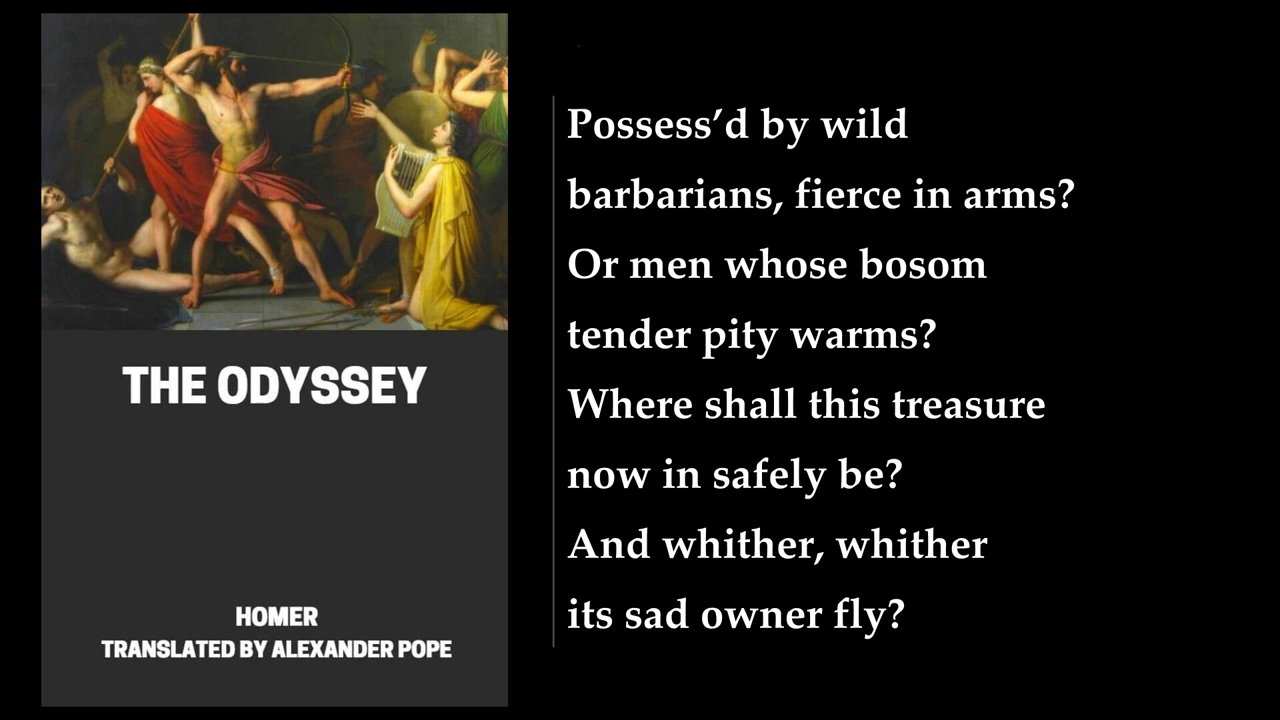 THE ODYSSEY
HOMER
TRANSLATED BY ALEXANDER POPE
Possess’d by wild
barbarians, fierce in arms?
Or men whose bosom
tender pity warms?
Where shall this treasure
now in safely be?
And whither, whither
its sad owner fly?